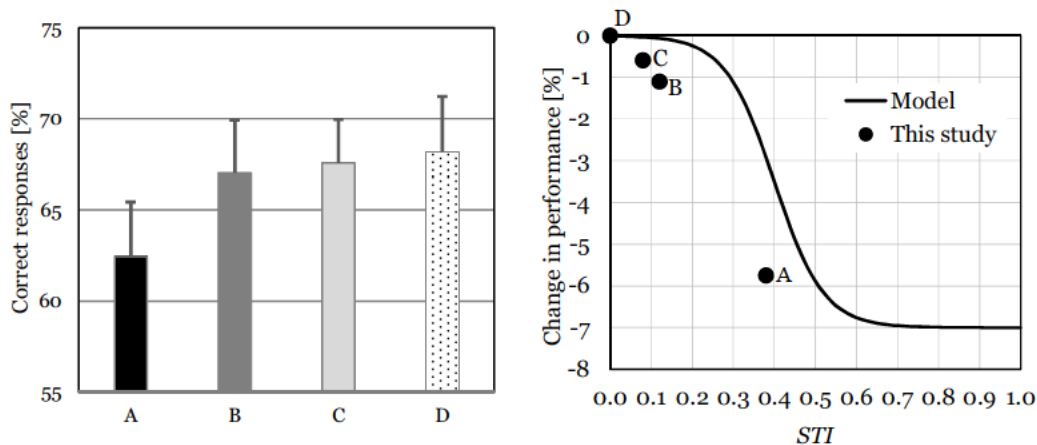 Correct responses [%]
75
70
65
60
55
A B C D
Change in performance [%]
0
-1
-2
-3
-4
-5
-6
-7
-8
D
C
B
A
Model
This study
0.0 0.1 0.2 0.3 0.4 0.5 0.6 0.7 0.8 0.9 1.0
STI